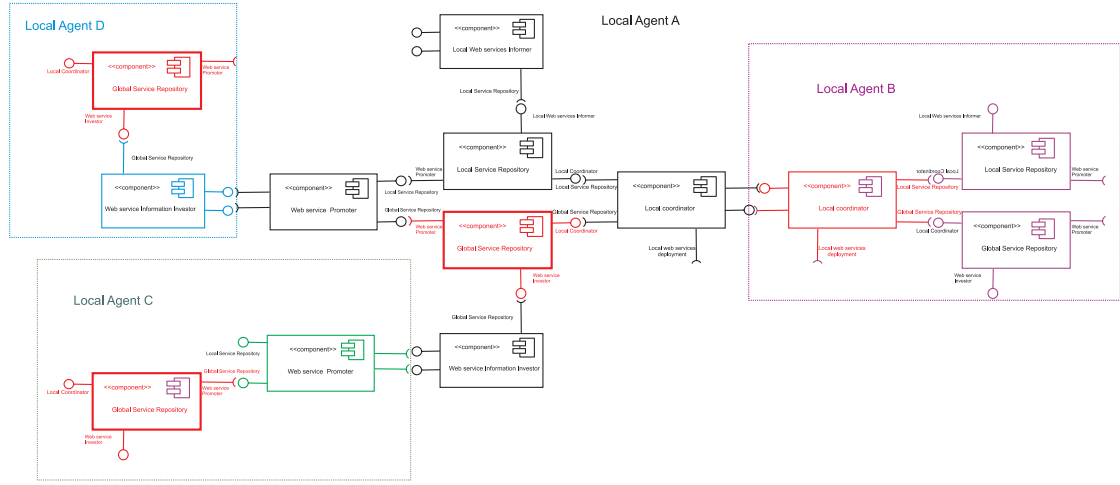 Local Agent D
<<component>>
Global Service Repository
Local Coordinator
Web service
Promoter
Web service
Investor
Global Service Repository
<<component>>
Web service Information Investor
Local Agent A
<<component>>
Local Web services Informer
Local Service Repository
Local Web services Informer
<<component>>
Local Service Repository
Web service
Promoter
Local Service Repository
Local Coordinator
Local Service Repository
<<component>>
Web service Promoter
Global Service Repository
Web service
Promoter
<<component>>
Global Service Repository
Global Service Repository
Local Coordinator
Web service
Investor
Global Service Repository
<<component>>
Web service Information Investor
<<component>>
Local coordinator
Local web services
deployment
Local Agent B
Local Web services Informer
<<component>>
Local Service Repository
Web service
Promoter
Local Coordinator
Local Service Repository
<<component>>
Local coordinator
Local web services
deployment
Global Service Repository
Local Coordinator
<<component>>
Global Service Repository
Web service
Promoter
Web service
Investor
Local Agent C
Local Service Repository
<<component>>
Web service Promoter
Global Service Repository
Web service
Promoter
Local Coordinator
<<component>>
Global Service Repository
Web service
Investor